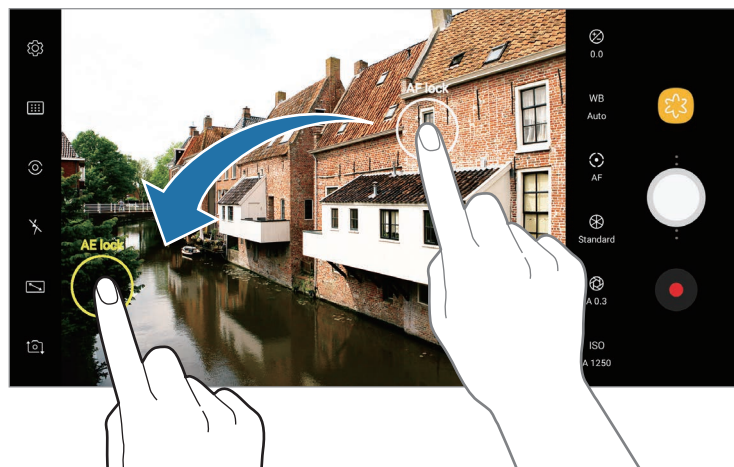 AF lock
AE lock
0.0
WB
Auto
AF
Standard
A 0.3
ISO
A 1250